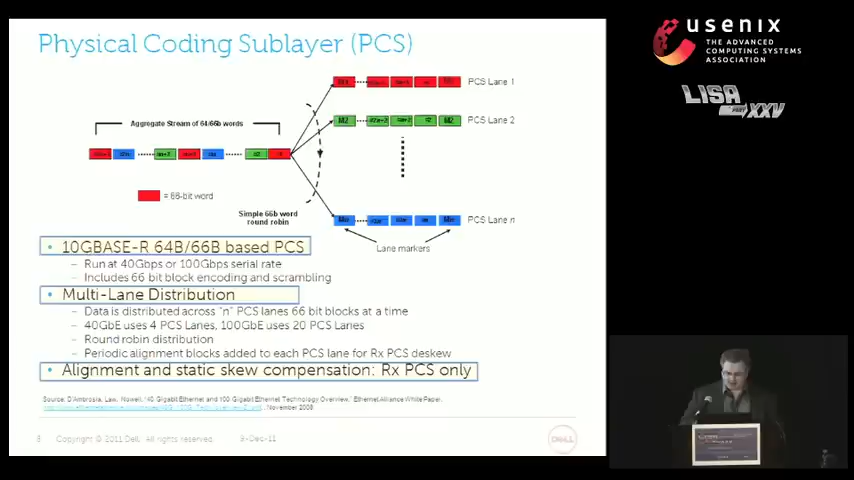 Physical Coding Sublayer (PCS)
Aggregate Stream of 64/66b words
= 66-bit word
Simple 66b word
round robin
M1
PCS Lane 1
M2
M2
PCS Lane 2
PCS Lane n
Lane markers
• 10GBASE-R 64B/66B based PCS
– Run at 40Gbps or 100Gbps serial rate
– Includes 66 bit block encoding and scrambling
• Multi-Lane Distribution
– Data is distributed across "n" PCS lanes 66 bit blocks at a time
– 40GbE uses 4 PCS Lanes, 100GbE uses 20 PCS Lanes
– Round robin distribution
– Periodic alignment blocks added to each PCS lane for Rx PCS deskew
• Alignment and static skew compensation: Rx PCS only
Source, D'Ambrosia, Law, Nowell, "40 Gigabit Ethernet and 100 Gigabit Ethernet Technology Overview," Ethernet Alliance White Paper,
, November 2008
Copyright © 2011 Dell. All rights reserved.
DELL
usenix
THE ADVANCED
COMPUTING SYSTEMS
ASSOCIATION
LISA
XXV